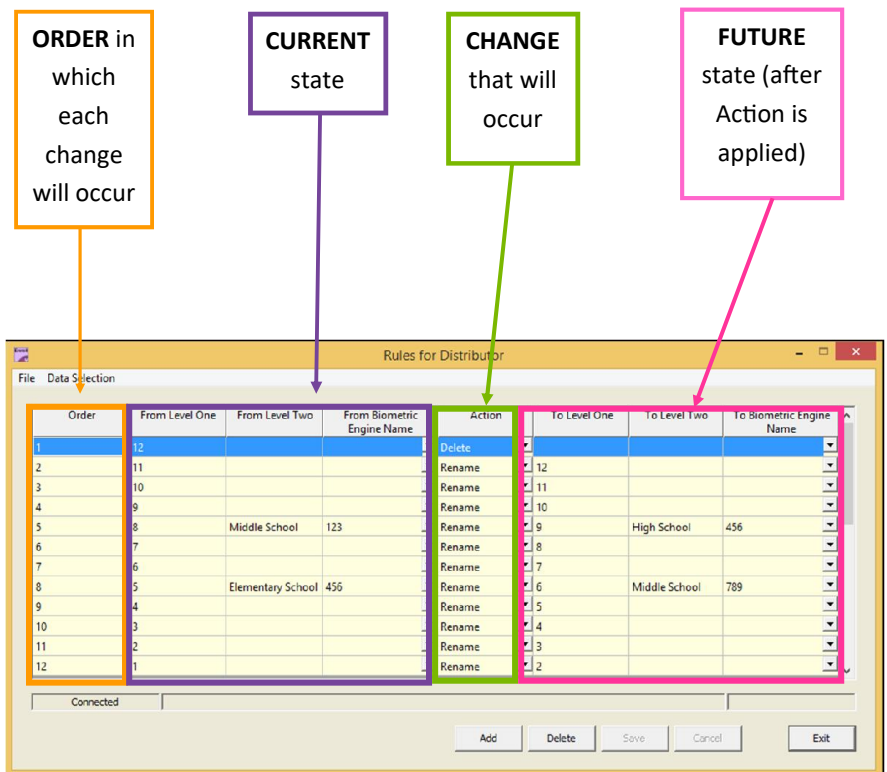 ORDER in
which
each
change
will occur
CURRENT
state
CHANGE
that will
occur
FUTURE
state (after
Action is
applied)
Rules for Distributor
File Data Selection
Order From Level One From Level Two From Biometric Engine Name Action To Level One To Level Two To Biometric Engine Name
1 12 Delete
2 11 Rename 12
3 10 Rename 11
4 9 Rename 10
5 8 Middle School 123 Rename 9 High School 456
6 7 Rename 8
7 6 Rename 7
8 5 Elementary School 456 Rename 6 Middle School 789
9 4 Rename 5
10 3 Rename 4
11 2 Rename 3
12 1 Rename 2
Connected
Add Delete Save Cancel Exit